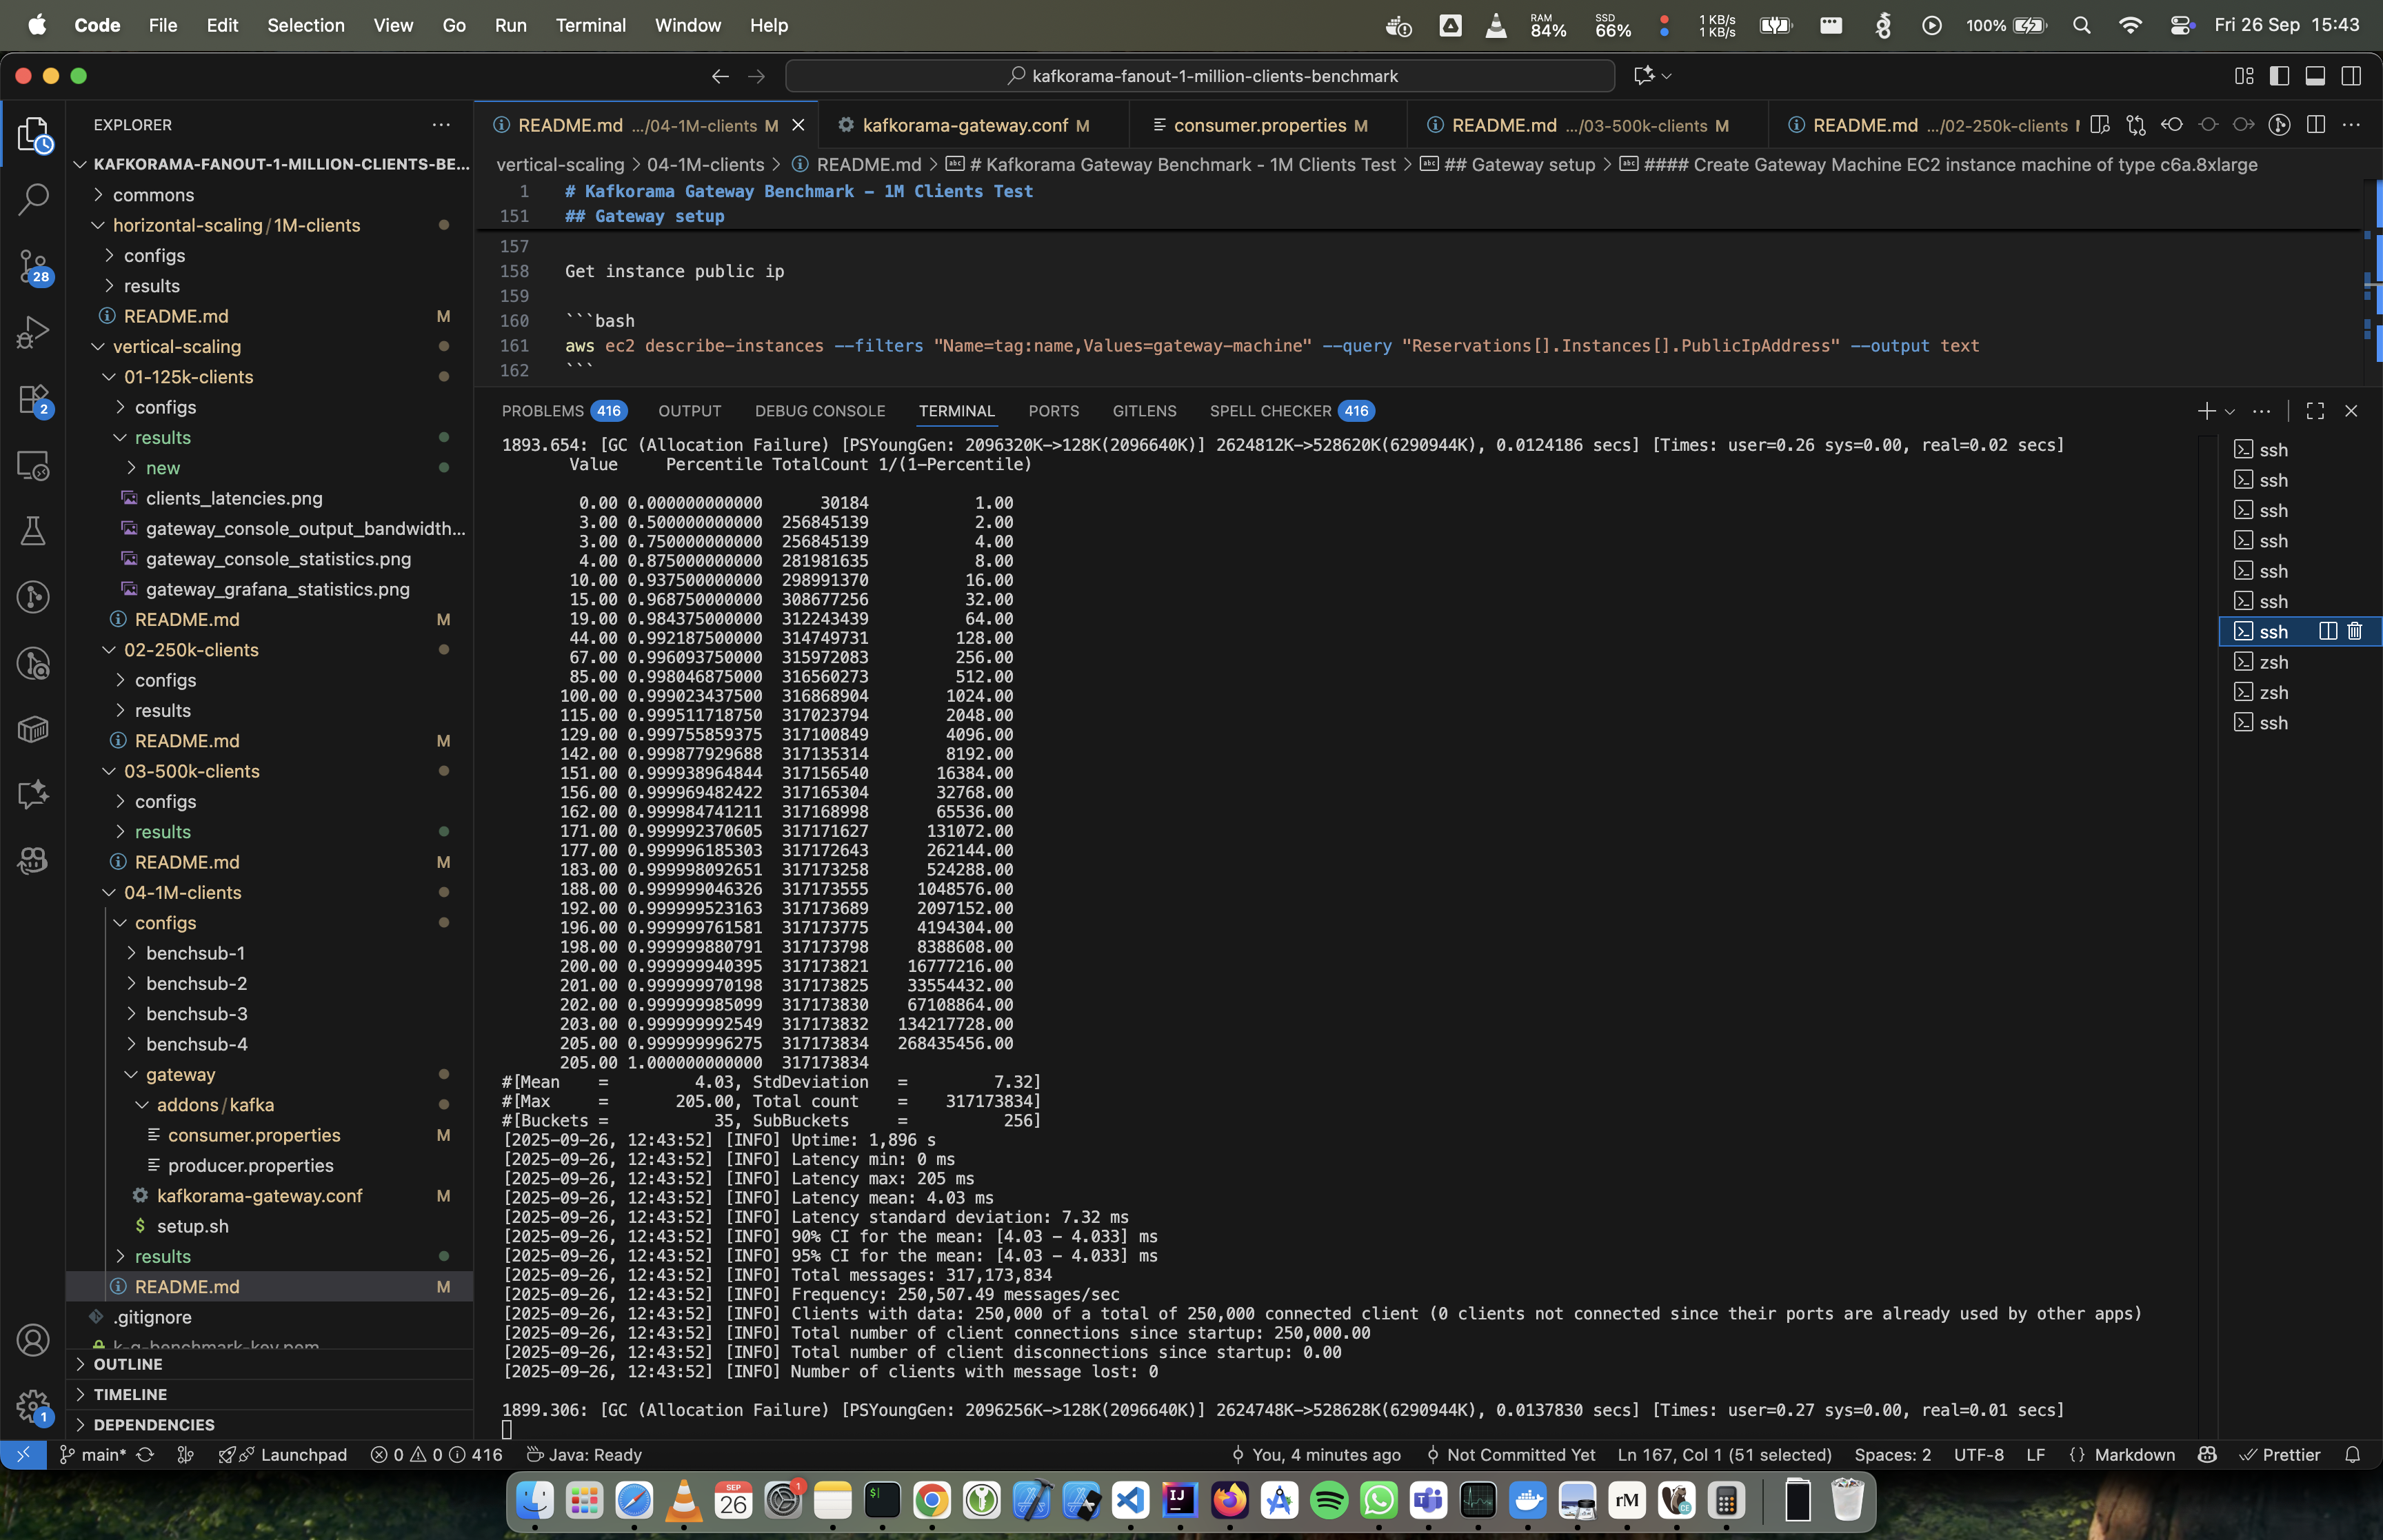 Code File Edit Selection View Go Run Terminal Window Help
RAM 84% SSD 66% 1 KB/s 1 KB/s 100% Fri 26 Sep 15:43
kafkorama-fanout-1-million-clients-benchmark
EXPLORER
KAFKORAMA-FANOUT-1-MILLION-CLIENTS-BE...
commons
horizontal-scaling/1M-clients
configs
results
README.md M
vertical-scaling
01-125k-clients
configs
results
new
clients_latencies.png
gateway_console_output_bandwidth...
gateway_console_statistics.png
gateway_grafana_statistics.png
README.md M
02-250k-clients
configs
results
README.md M
03-500k-clients
configs
results
README.md M
04-1M-clients
configs
benchsub-1
benchsub-2
benchsub-3
benchsub-4
gateway
addons/kafka
consumer.properties M
producer.properties
kafkorama-gateway.conf M
setup.sh
results
README.md M
.gitignore
OUTLINE
TIMELINE
DEPENDENCIES
28
2
1
README.md .../04-1M-clients M
kafkorama-gateway.conf M
consumer.properties M
README.md .../03-500k-clients M
README.md .../02-250k-clients
vertical-scaling > 04-1M-clients > README.md > # Kafkorama Gateway Benchmark - 1M Clients Test > ## Gateway setup > #### Create Gateway Machine EC2 instance machine of type c6a.8xlarge
1 # Kafkorama Gateway Benchmark - 1M Clients Test
151 ## Gateway setup
157
158 Get instance public ip
159
160 ```bash
161 aws ec2 describe-instances --filters "Name=tag:name,Values=gateway-machine" --query "Reservations[].Instances[].PublicIpAddress" --output text
162 ```
PROBLEMS 416 OUTPUT DEBUG CONSOLE TERMINAL PORTS GITLENS SPELL CHECKER 416
1893.654: [GC (Allocation Failure) [PSYoungGen: 2096320K->128K(2096640K)] 2624812K->528620K(6290944K), 0.0124186 secs] [Times: user=0.26 sys=0.00, real=0.02 secs]
Value Percentile TotalCount 1/(1-Percentile)
0.00 0.000000000000 30184 1.00
3.00 0.500000000000 256845139 2.00
3.00 0.750000000000 256845139 4.00
4.00 0.875000000000 281981635 8.00
10.00 0.937500000000 298991370 16.00
15.00 0.968750000000 308677256 32.00
19.00 0.984375000000 312243439 64.00
44.00 0.992187500000 314749731 128.00
67.00 0.996093750000 315972083 256.00
85.00 0.998046875000 316560273 512.00
100.00 0.999023437500 316868904 1024.00
115.00 0.999511718750 317023794 2048.00
129.00 0.999755859375 317100849 4096.00
142.00 0.999877929688 317135314 8192.00
151.00 0.999938964844 317156540 16384.00
156.00 0.999969482422 317165304 32768.00
162.00 0.999984741211 317168998 65536.00
171.00 0.999992370605 317171627 131072.00
177.00 0.999996185303 317172643 262144.00
183.00 0.999998092651 317173258 524288.00
188.00 0.999999046326 317173555 1048576.00
192.00 0.999999523163 317173689 2097152.00
196.00 0.999999761581 317173775 4194304.00
198.00 0.999999880791 317173798 8388608.00
200.00 0.999999940395 317173821 16777216.00
201.00 0.999999970198 317173825 33554432.00
202.00 0.999999985099 317173830 67108864.00
203.00 0.999999992549 317173832 134217728.00
205.00 0.999999996275 317173834 268435456.00
205.00 1.000000000000 317173834
#[Mean = 4.03, StdDeviation = 7.32]
#[Max = 205.00, Total count = 317173834]
#[Buckets = 35, SubBuckets = 256]
[2025-09-26, 12:43:52] [INFO] Uptime: 1,896 s
[2025-09-26, 12:43:52] [INFO] Latency min: 0 ms
[2025-09-26, 12:43:52] [INFO] Latency max: 205 ms
[2025-09-26, 12:43:52] [INFO] Latency mean: 4.03 ms
[2025-09-26, 12:43:52] [INFO] Latency standard deviation: 7.32 ms
[2025-09-26, 12:43:52] [INFO] 90% CI for the mean: [4.03 - 4.033] ms
[2025-09-26, 12:43:52] [INFO] 95% CI for the mean: [4.03 - 4.033] ms
[2025-09-26, 12:43:52] [INFO] Total messages: 317,173,834
[2025-09-26, 12:43:52] [INFO] Frequency: 250,507.49 messages/sec
[2025-09-26, 12:43:52] [INFO] Clients with data: 250,000 of a total of 250,000 connected client (0 clients not connected since their ports are already used by other apps)
[2025-09-26, 12:43:52] [INFO] Total number of client connections since startup: 250,000.00
[2025-09-26, 12:43:52] [INFO] Total number of client disconnections since startup: 0.00
[2025-09-26, 12:43:52] [INFO] Number of clients with message lost: 0
1899.306: [GC (Allocation Failure) [PSYoungGen: 2096256K->128K(2096640K)] 2624748K->528628K(6290944K), 0.0137830 secs] [Times: user=0.27 sys=0.00, real=0.01 secs]
ssh
ssh
ssh
ssh
ssh
ssh
ssh
zsh
zsh
ssh
main* Launchpad 0 0 416 Java: Ready You, 4 minutes ago Not Committed Yet Ln 167, Col 1 (51 selected) Spaces: 2 UTF-8 LF {} Markdown Prettier
SEP 26
1
IJ
rM
CE